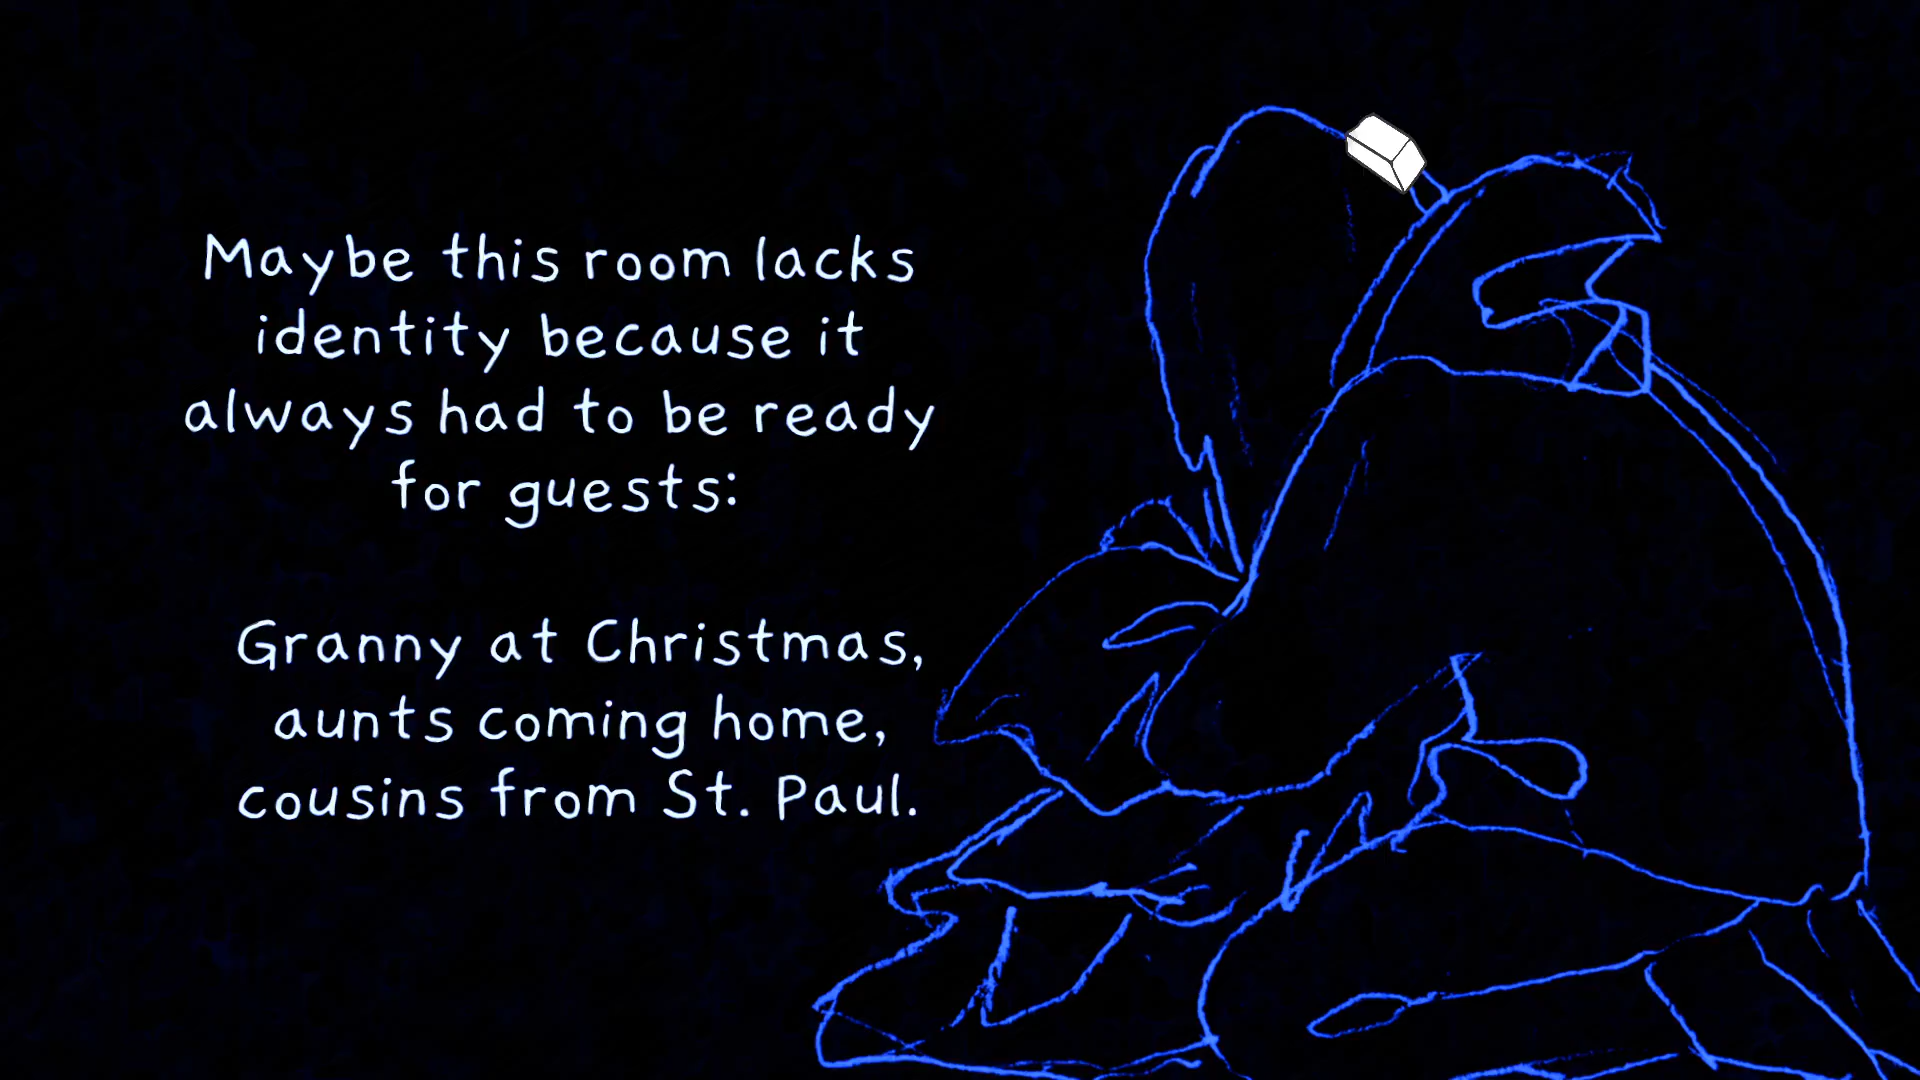 Maybe this room lacks
identity because it
always had to be ready
for guests:
Granny at Christmas,
aunts coming home,
cousins from St. Paul.